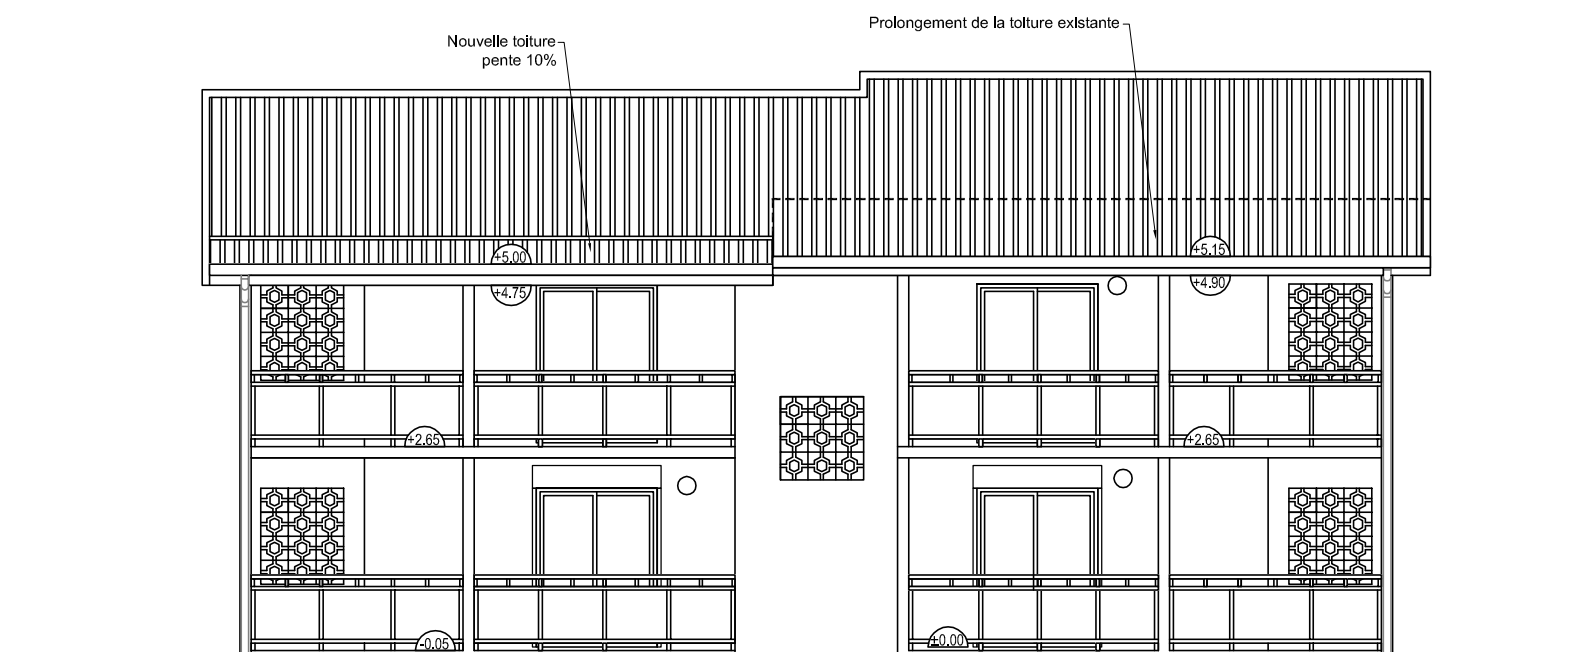 Prolongement de la toiture existante
Nouvelle toiture
pente 10%
+5.00
+5.15
+4.75
+4.90
+2.65
+2.65
-0.05
±0.00